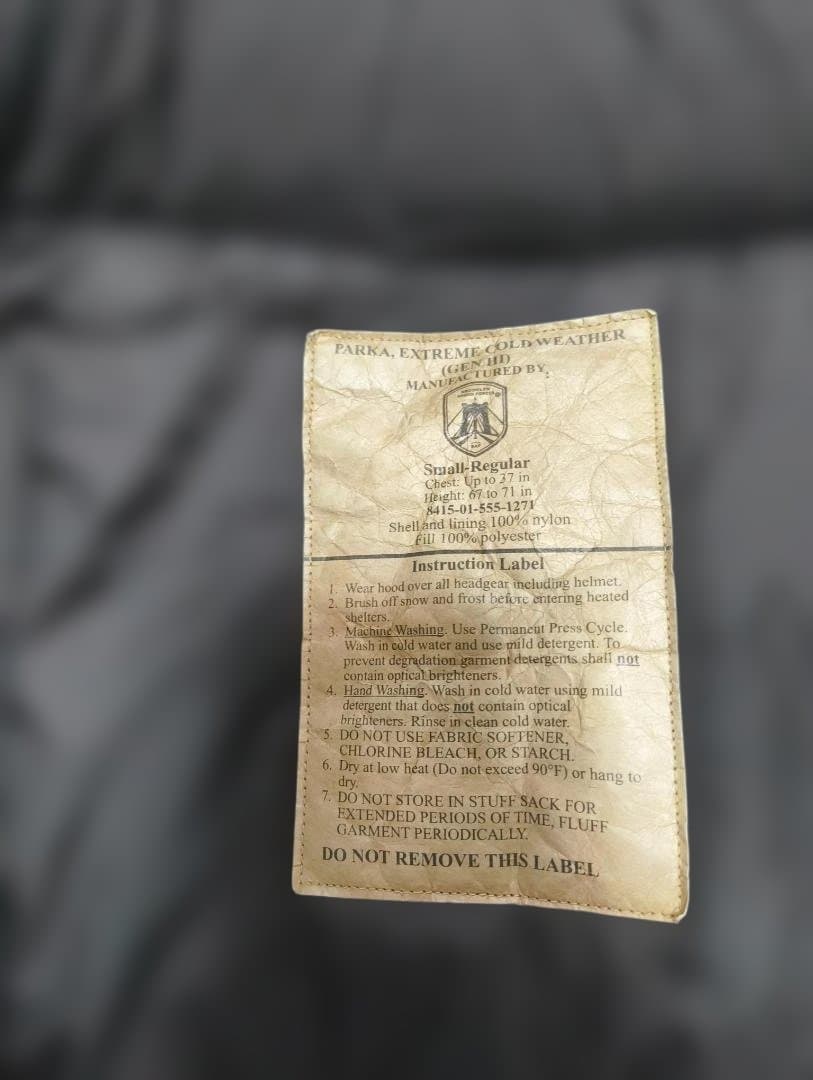 PARKA, EXTREME COLD WEATHER
(GEN III)
MANUFACTURED BY:
BROOKLYN
ARMED FORCES
BAF
Small-Regular
Chest: Up to 37 in
Height: 67 to 71 in
8415-01-555-1271
Shell and lining 100% nylon
Fill 100% polyester
Instruction Label
1. Wear hood over all headgear including helmet.
2. Brush off snow and frost before entering heated
shelters.
3. Machine Washing. Use Permanent Press Cycle.
Wash in cold water and use mild detergent. To
prevent degradation garment detergents shall not
contain optical brighteners.
4. Hand Washing. Wash in cold water using mild
detergent that does not contain optical
brighteners. Rinse in clean cold water.
5. DO NOT USE FABRIC SOFTENER,
CHLORINE BLEACH, OR STARCH.
6. Dry at low heat (Do not exceed 90°F) or hang to
dry.
7. DO NOT STORE IN STUFF SACK FOR
EXTENDED PERIODS OF TIME, FLUFF
GARMENT PERIODICALLY.
DO NOT REMOVE THIS LABEL